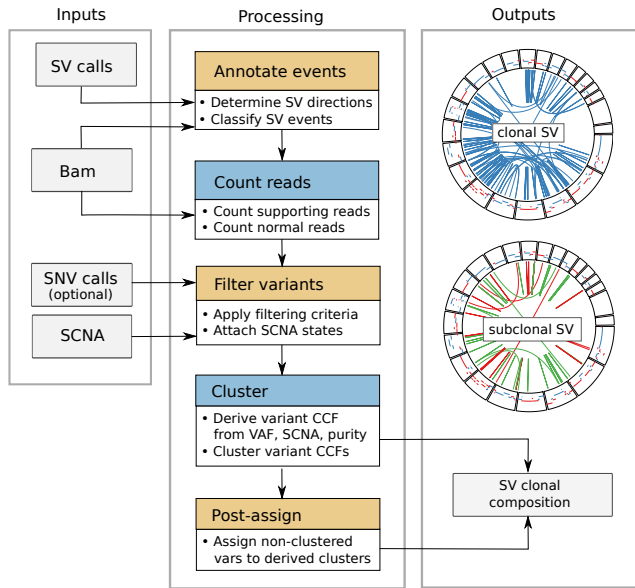 Inputs
Processing
Outputs
SV calls
Bam
SNV calls
(optional)
SCNA
Annotate events
• Determine SV directions
• Classify SV events
Count reads
• Count supporting reads
• Count normal reads
Filter variants
• Apply filtering criteria
• Attach SCNA states
Cluster
• Derive variant CCF
from VAF, SCNA, purity
• Cluster variant CCFs
Post-assign
• Assign non-clustered
vars to derived clusters
clonal SV
subclonal SV
SV clonal
composition